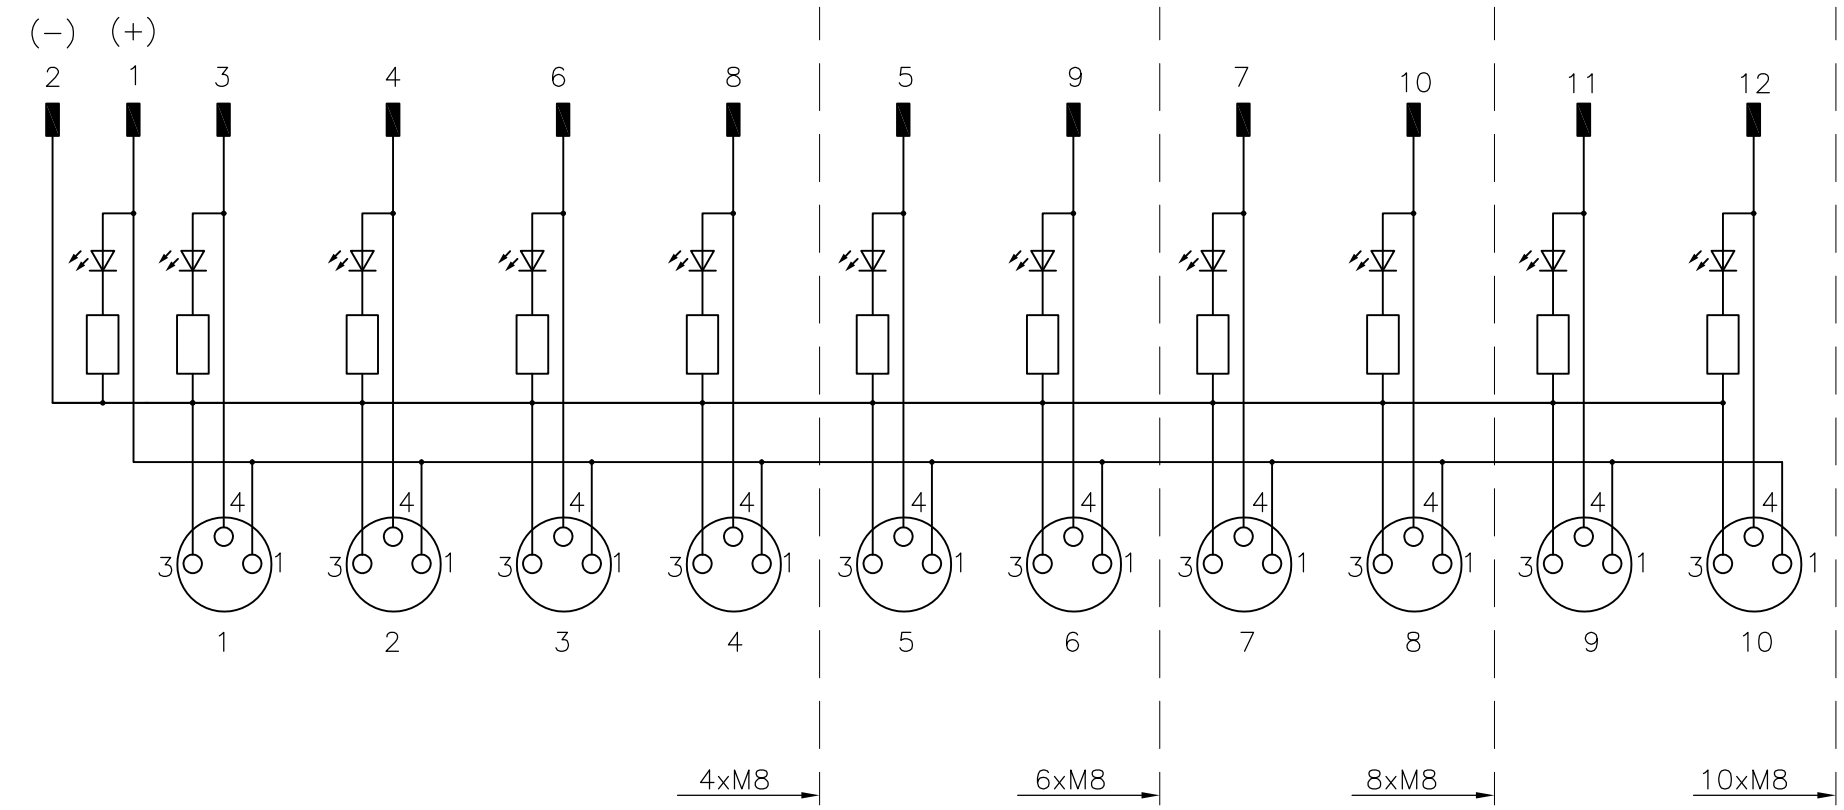 (-) (+)
2 1 3 4 6 8 5 9 7 10 11 12
4 4 4 4 4 4 4 4 4 4
3 1 3 1 3 1 3 1 3 1 3 1 3 1 3 1 3 1 3 1
1 2 3 4 5 6 7 8 9 10
4xM8 6xM8 8xM8 10xM8